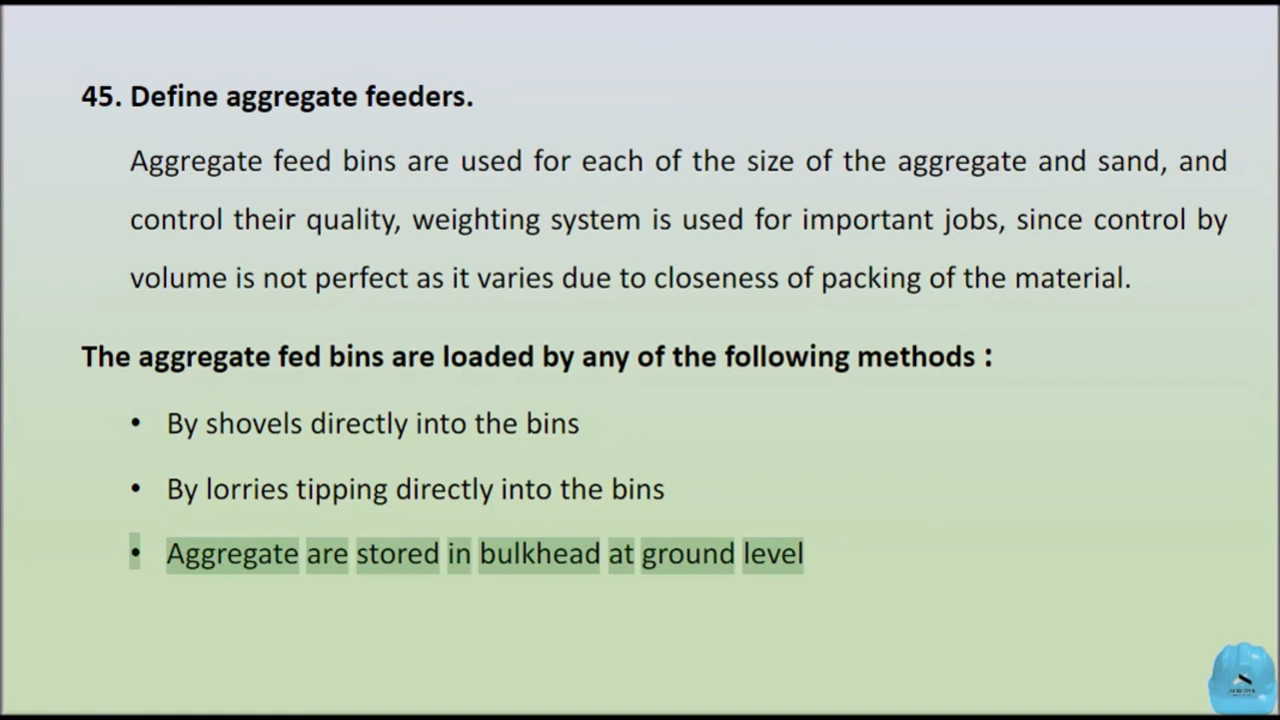 45. Define aggregate feeders.
Aggregate feed bins are used for each of the size of the aggregate and sand, and
control their quality, weighting system is used for important jobs, since control by
volume is not perfect as it varies due to closeness of packing of the material.
The aggregate fed bins are loaded by any of the following methods :
• By shovels directly into the bins
• By lorries tipping directly into the bins
• Aggregate are stored in bulkhead at ground level